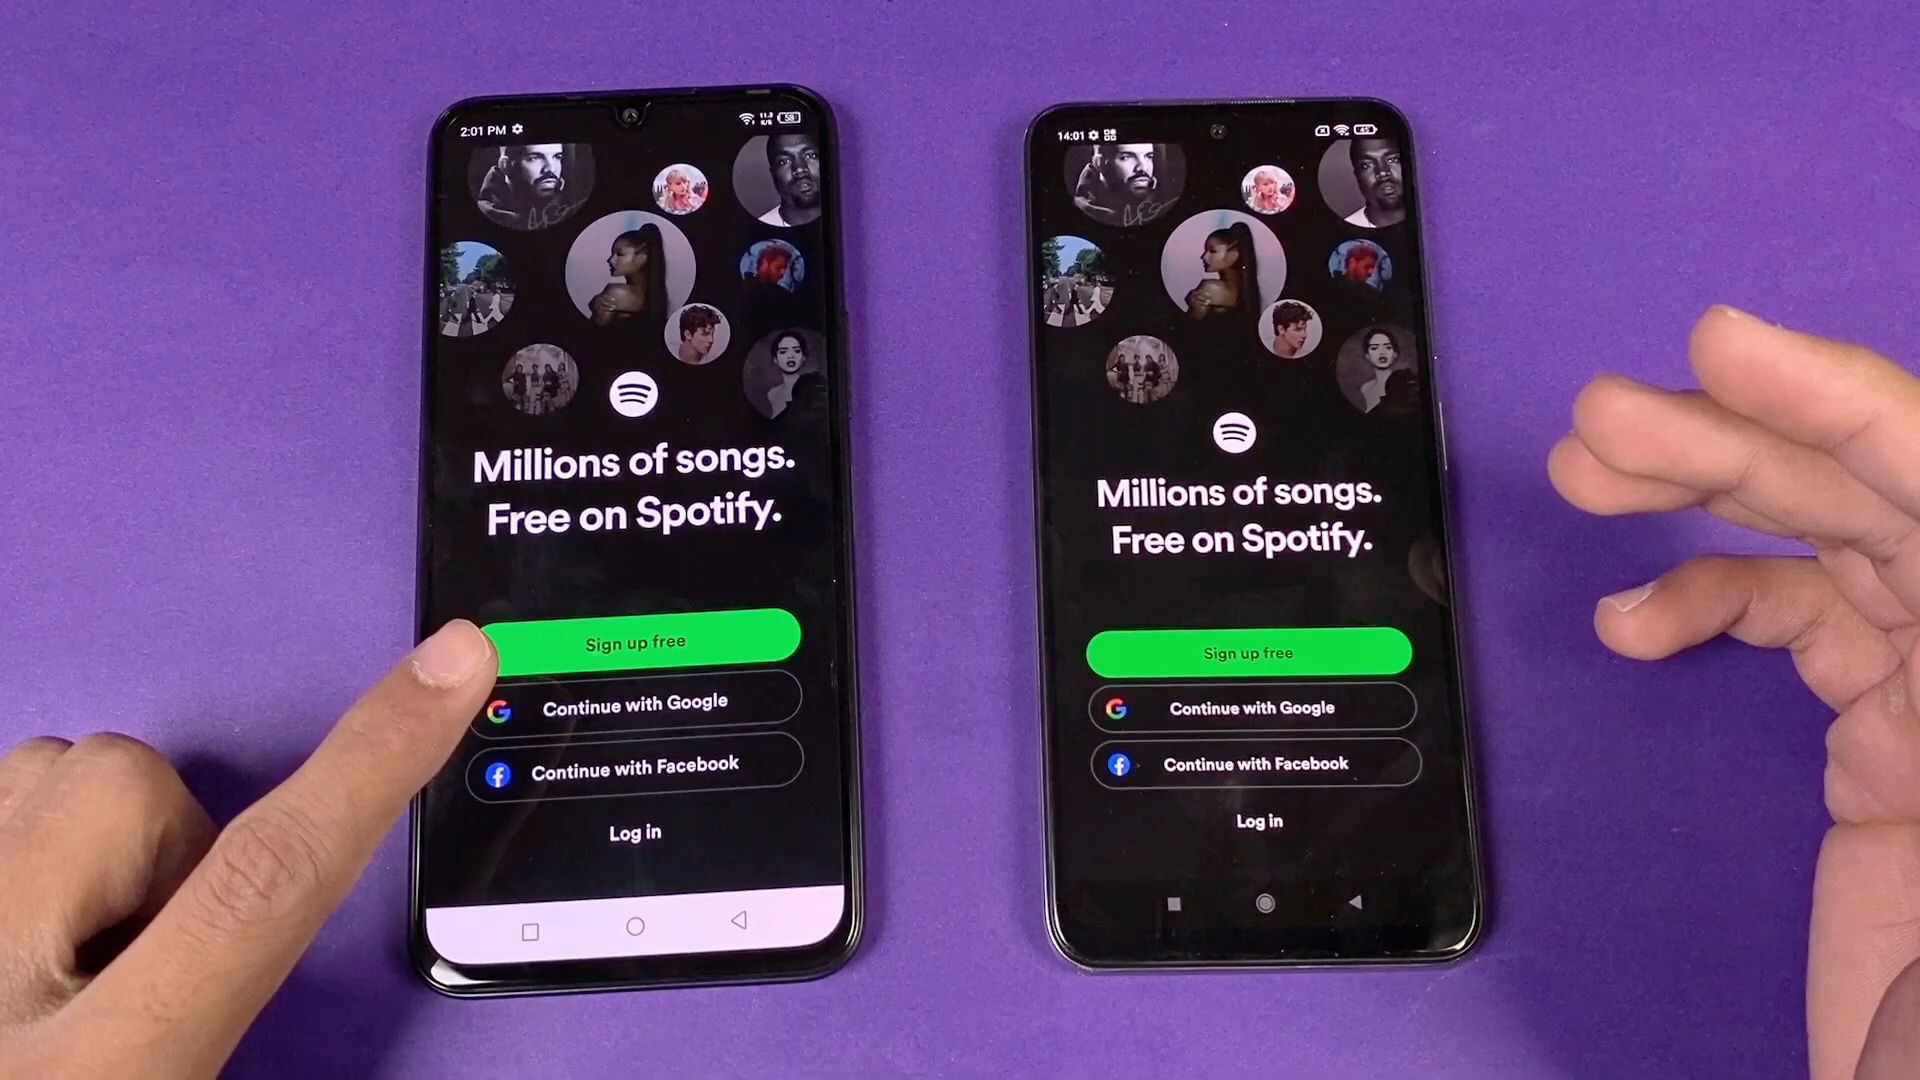 2:01 PM
58
Millions of songs.
Free on Spotify.
Sign up free
Continue with Google
Continue with Facebook
Log in
14:01
45
Millions of songs.
Free on Spotify.
Sign up free
Continue with Google
Continue with Facebook
Log in